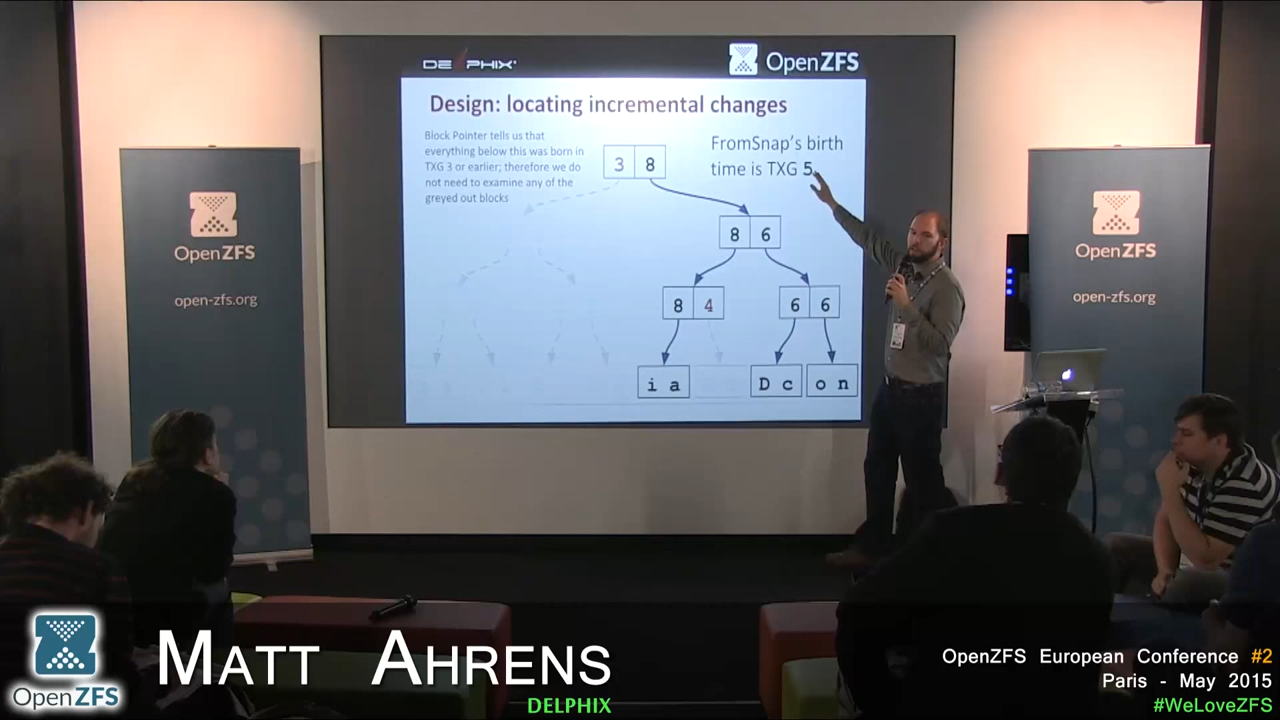 DELPHIX
OpenZFS
Design: locating incremental changes
Block Pointer tells us that
everything below this was born in
TXG 3 or earlier; therefore we do
not need to examine any of the
greyed out blocks
FromSnap's birth
time is TXG 5.
3 8
8 6
8 4
6 6
i a
D c
o n
OpenZFS
open-zfs.org
OpenZFS
open-zfs.org
MATT AHRENS
DELPHIX
OpenZFS
OpenZFS European Conference #2
Paris - May 2015
#WeLoveZFS